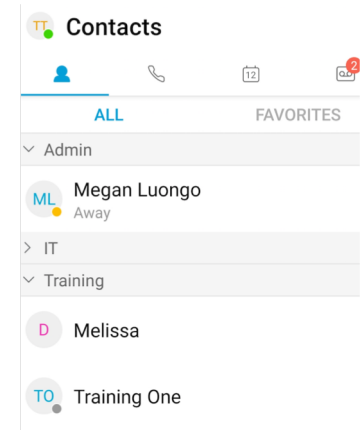 TT Contacts
12 2
ALL FAVORITES
Admin
ML Megan Luongo
Away
IT
Training
D Melissa
TO Training One